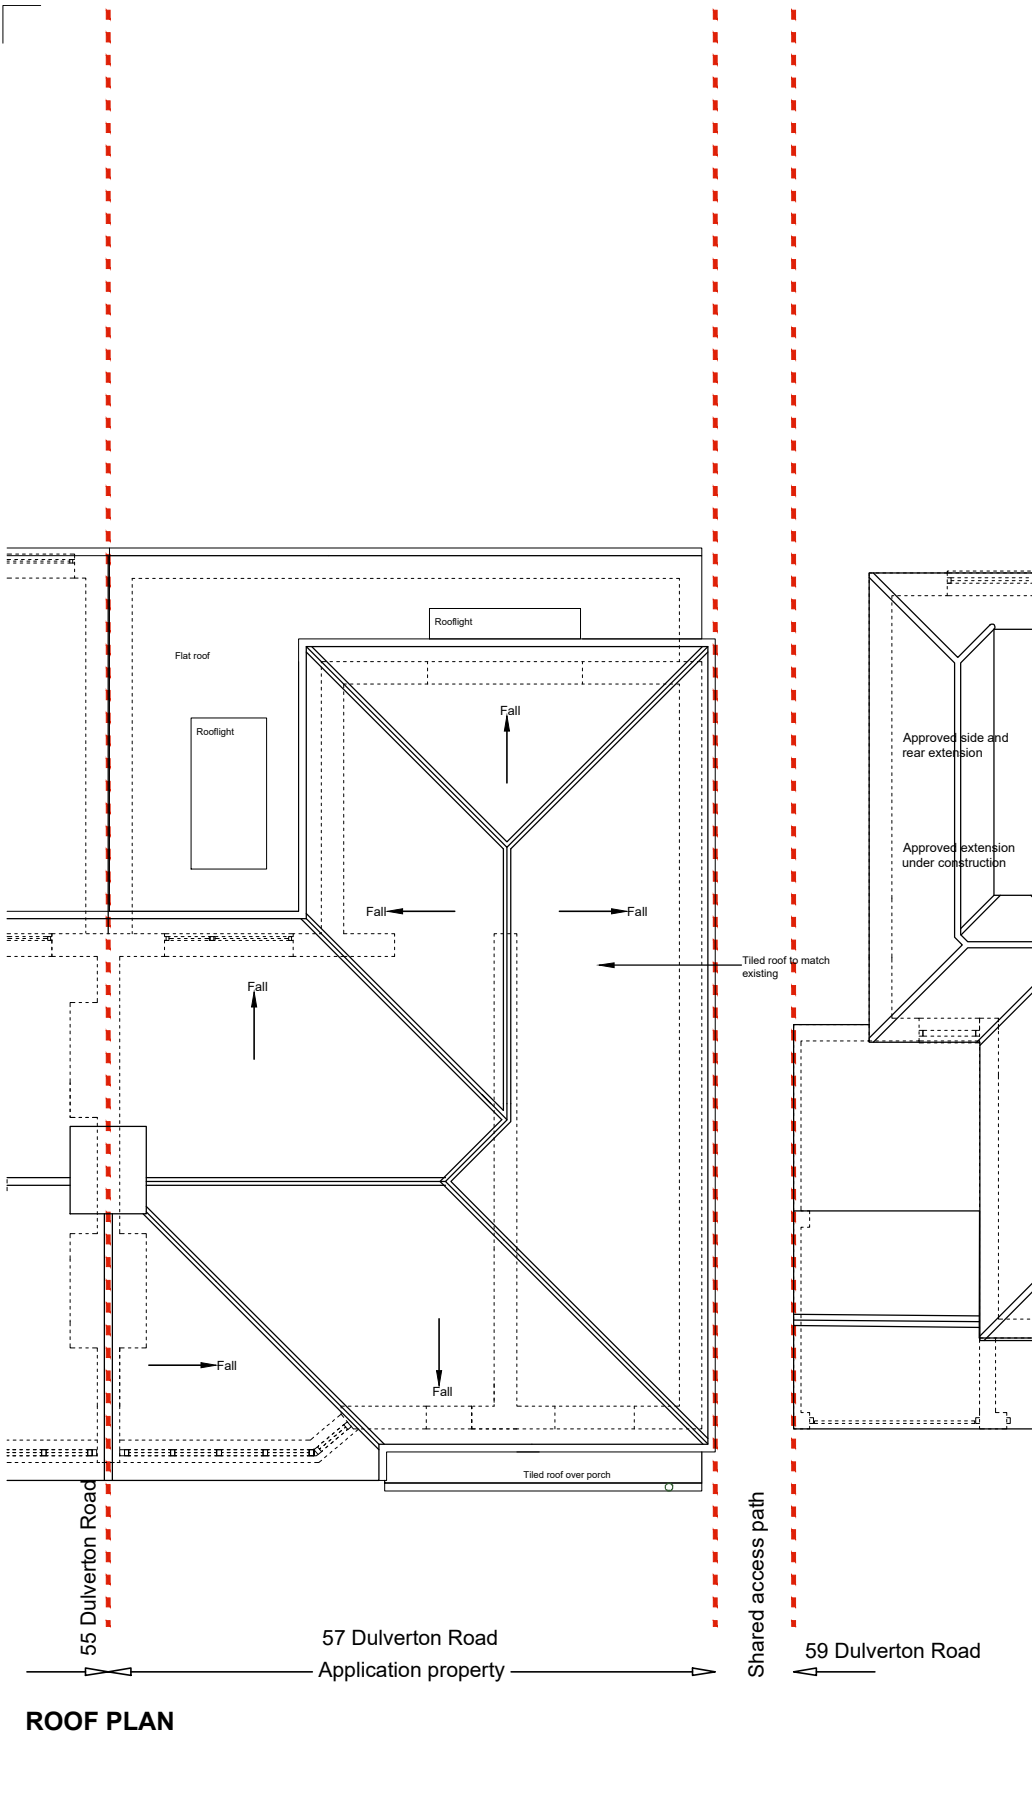 Rooflight
Flat roof
Rooflight
Fall
Approved side and
rear extension
Approved extension
under construction
Fall
Fall
Tiled roof to match
existing
Fall
Fall
Fall
Tiled roof over porch
55 Dulverton Road
57 Dulverton Road
Application property
Shared access path
59 Dulverton Road
ROOF PLAN